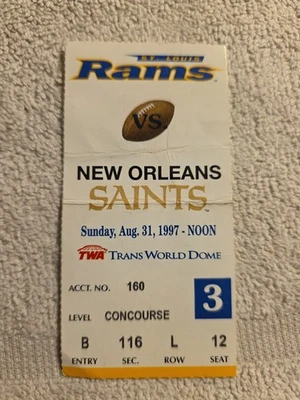 ST. LOUIS
Rams
VS.
NEW ORLEANS
SAINTS
Sunday, Aug. 31, 1997 - NOON
TWA TRANS WORLD DOME
ACCT. NO. 160
3
LEVEL CONCOURSE
B 116 L 12
ENTRY SEC. ROW SEAT